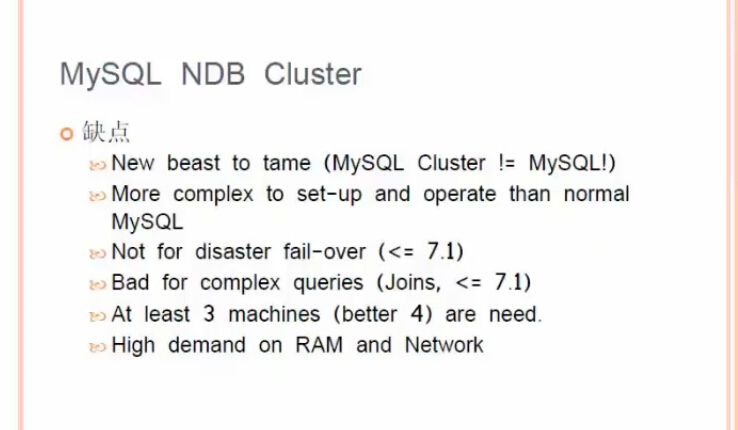 MySQL NDB Cluster
缺点
New beast to tame (MySQL Cluster != MySQL!)
More complex to set-up and operate than normal
MySQL
Not for disaster fail-over (<= 7.1)
Bad for complex queries (Joins, <= 7.1)
At least 3 machines (better 4) are need.
High demand on RAM and Network